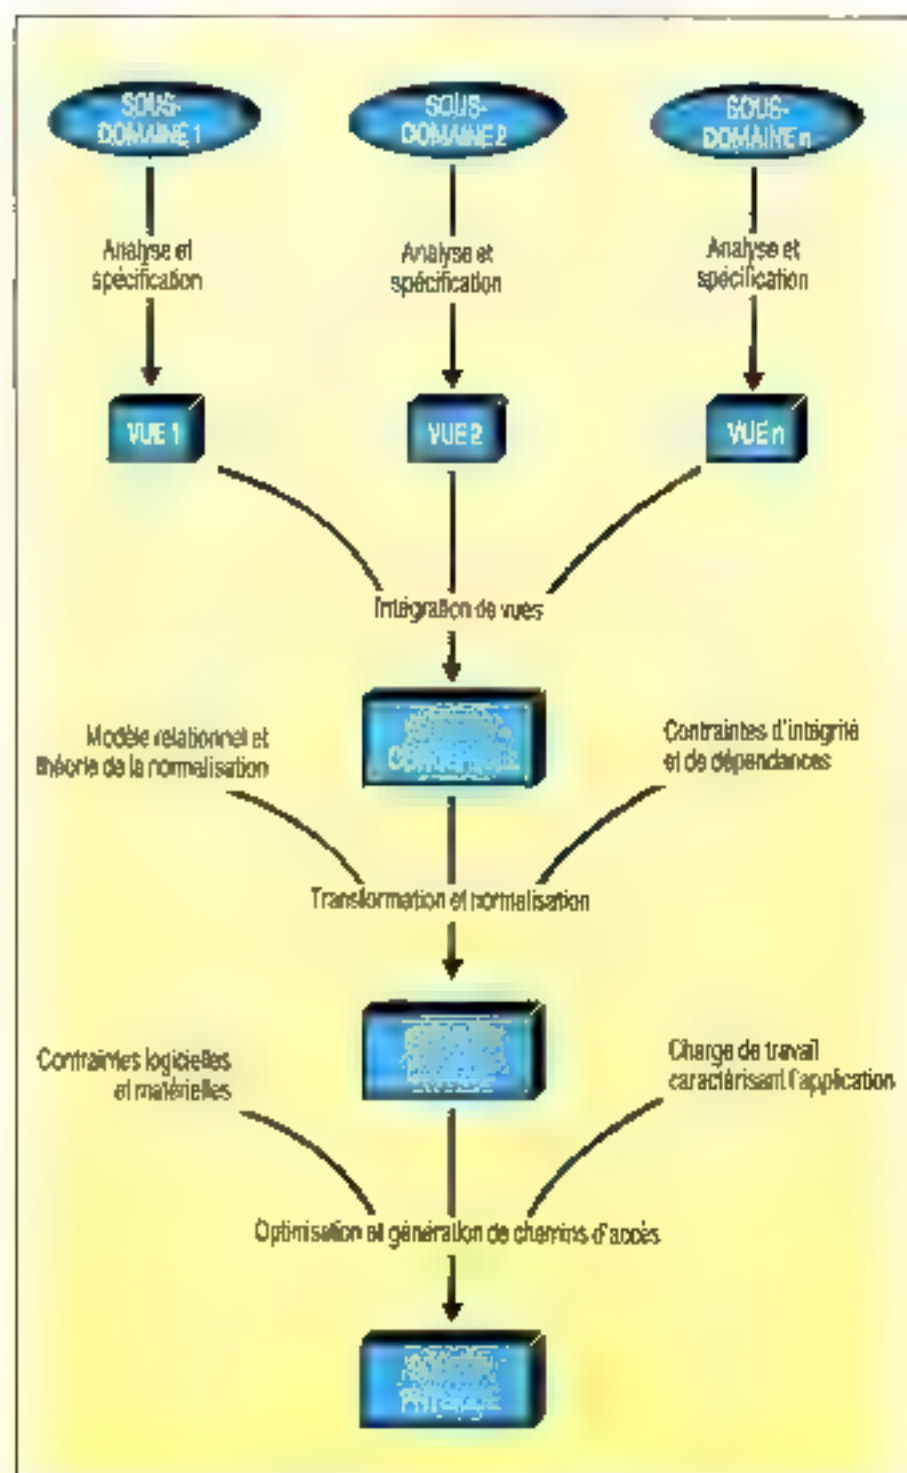 SOUS-
DOMAINE 1
SOUS-
DOMAINE 2
SOUS-
DOMAINE n
Analyse et
spécification
Analyse et
spécification
Analyse et
spécification
VUE 1
VUE 2
VUE n
Intégration de vues
Modèle relationnel et
théorie de la normalisation
Contraintes d'intégrité
et de dépendances
Transformation et normalisation
Contraintes logicielles
et matérielles
Charge de travail
caractérisant l'application
Optimisation et génération de chemins d'accès